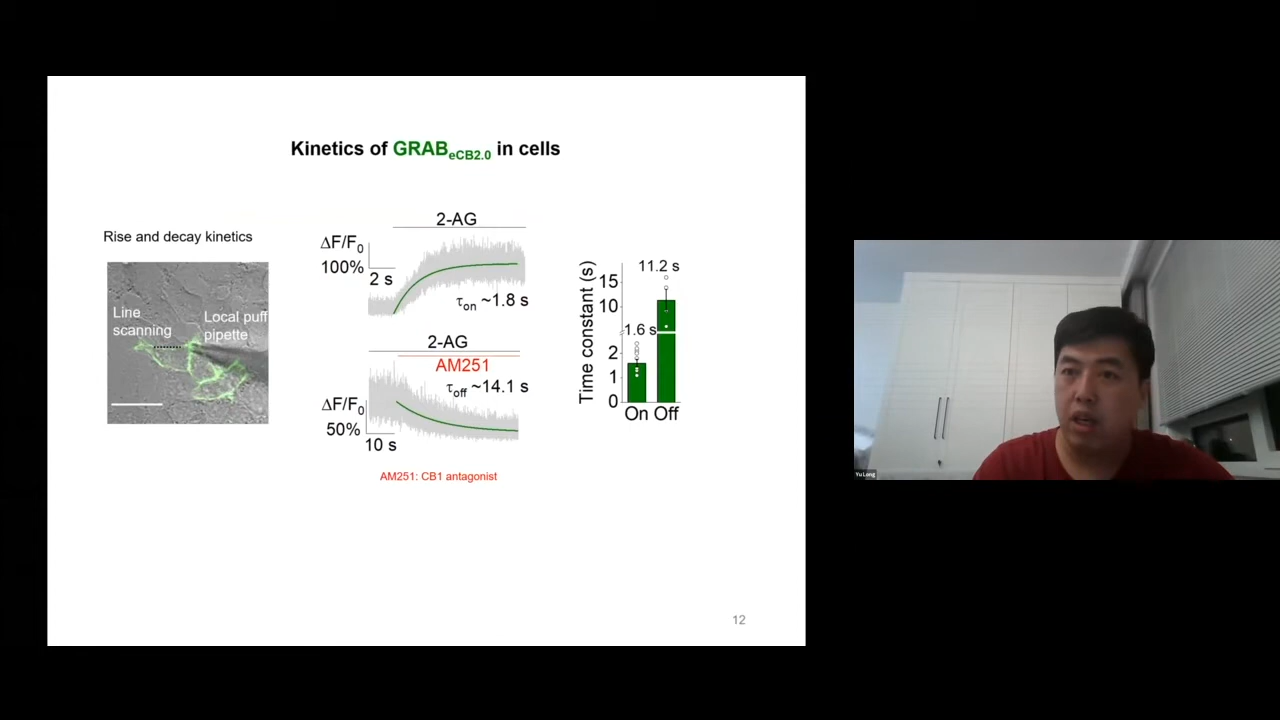 Kinetics of GRABeCB2.0 in cells
Rise and decay kinetics
Line
scanning
Local puff
pipette
2-AG
ΔF/F0
100%
2 s
τon ~1.8 s
2-AG
AM251
τoff ~14.1 s
ΔF/F0
50%
10 s
AM251: CB1 antagonist
Time constant (s)
15
10
2
1
0
11.2 s
1.6 s
On Off
12
Yu Long